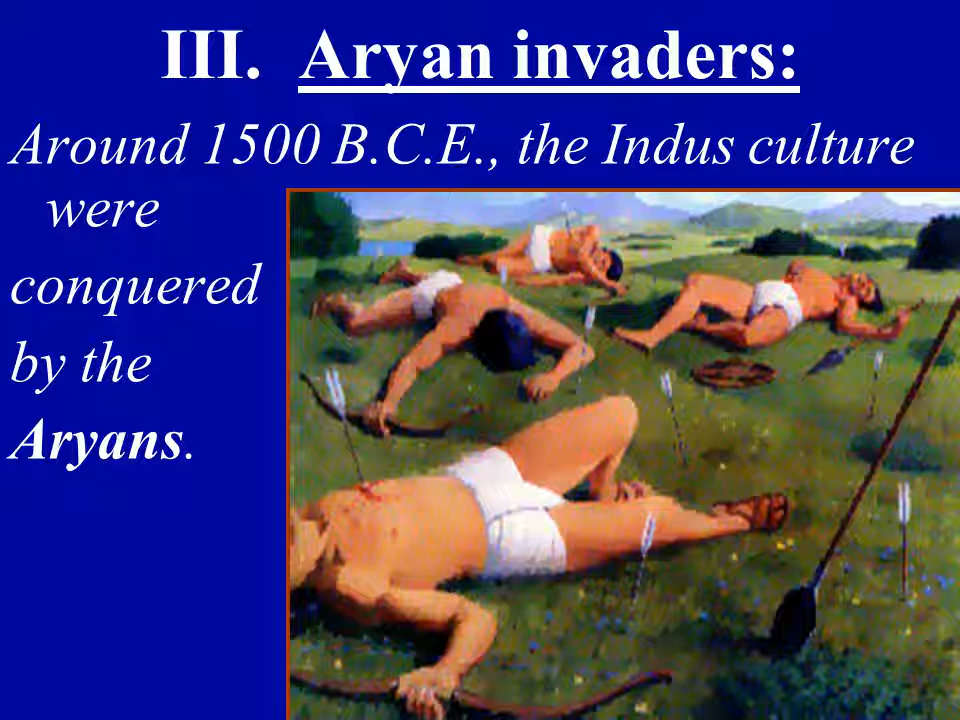 III. Aryan invaders:
Around 1500 B.C.E., the Indus culture
were
conquered
by the
Aryans.